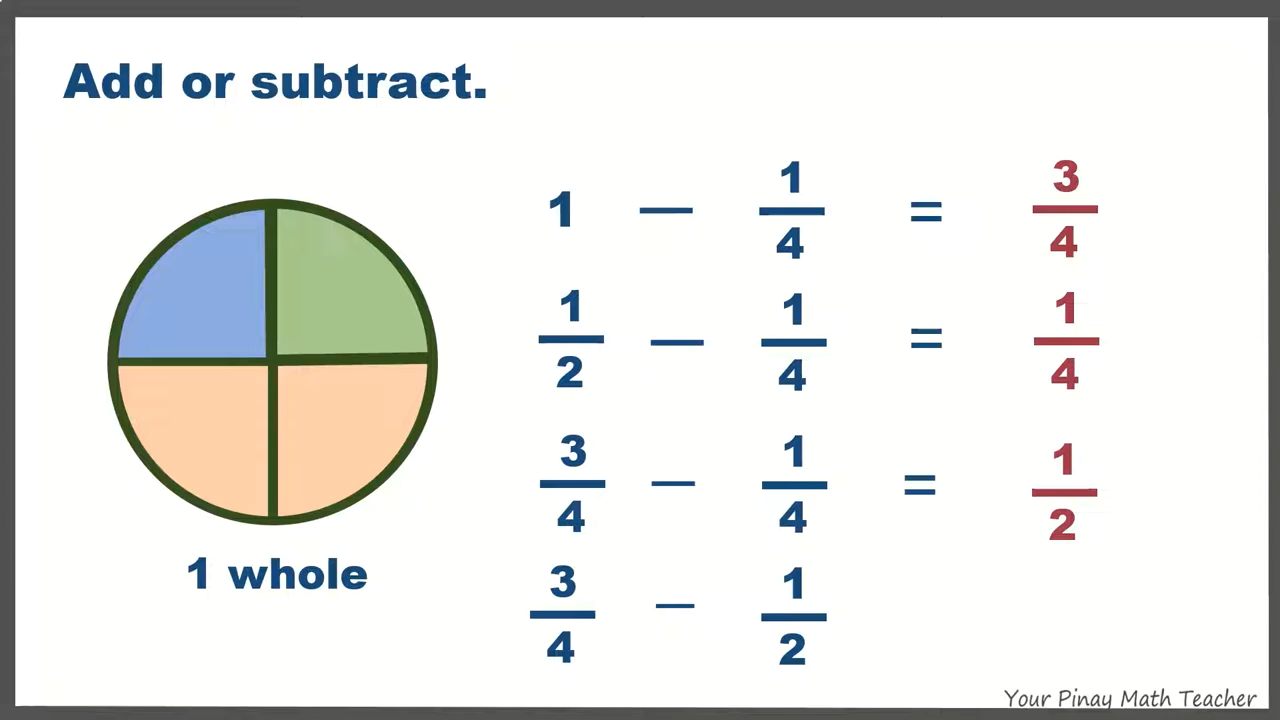 Add or subtract.
1 — 1/4 = 3/4
1/2 — 1/4 = 1/4
3/4 — 1/4 = 1/2
3/4 — 1/2
1 whole
Your Pinay Math Teacher